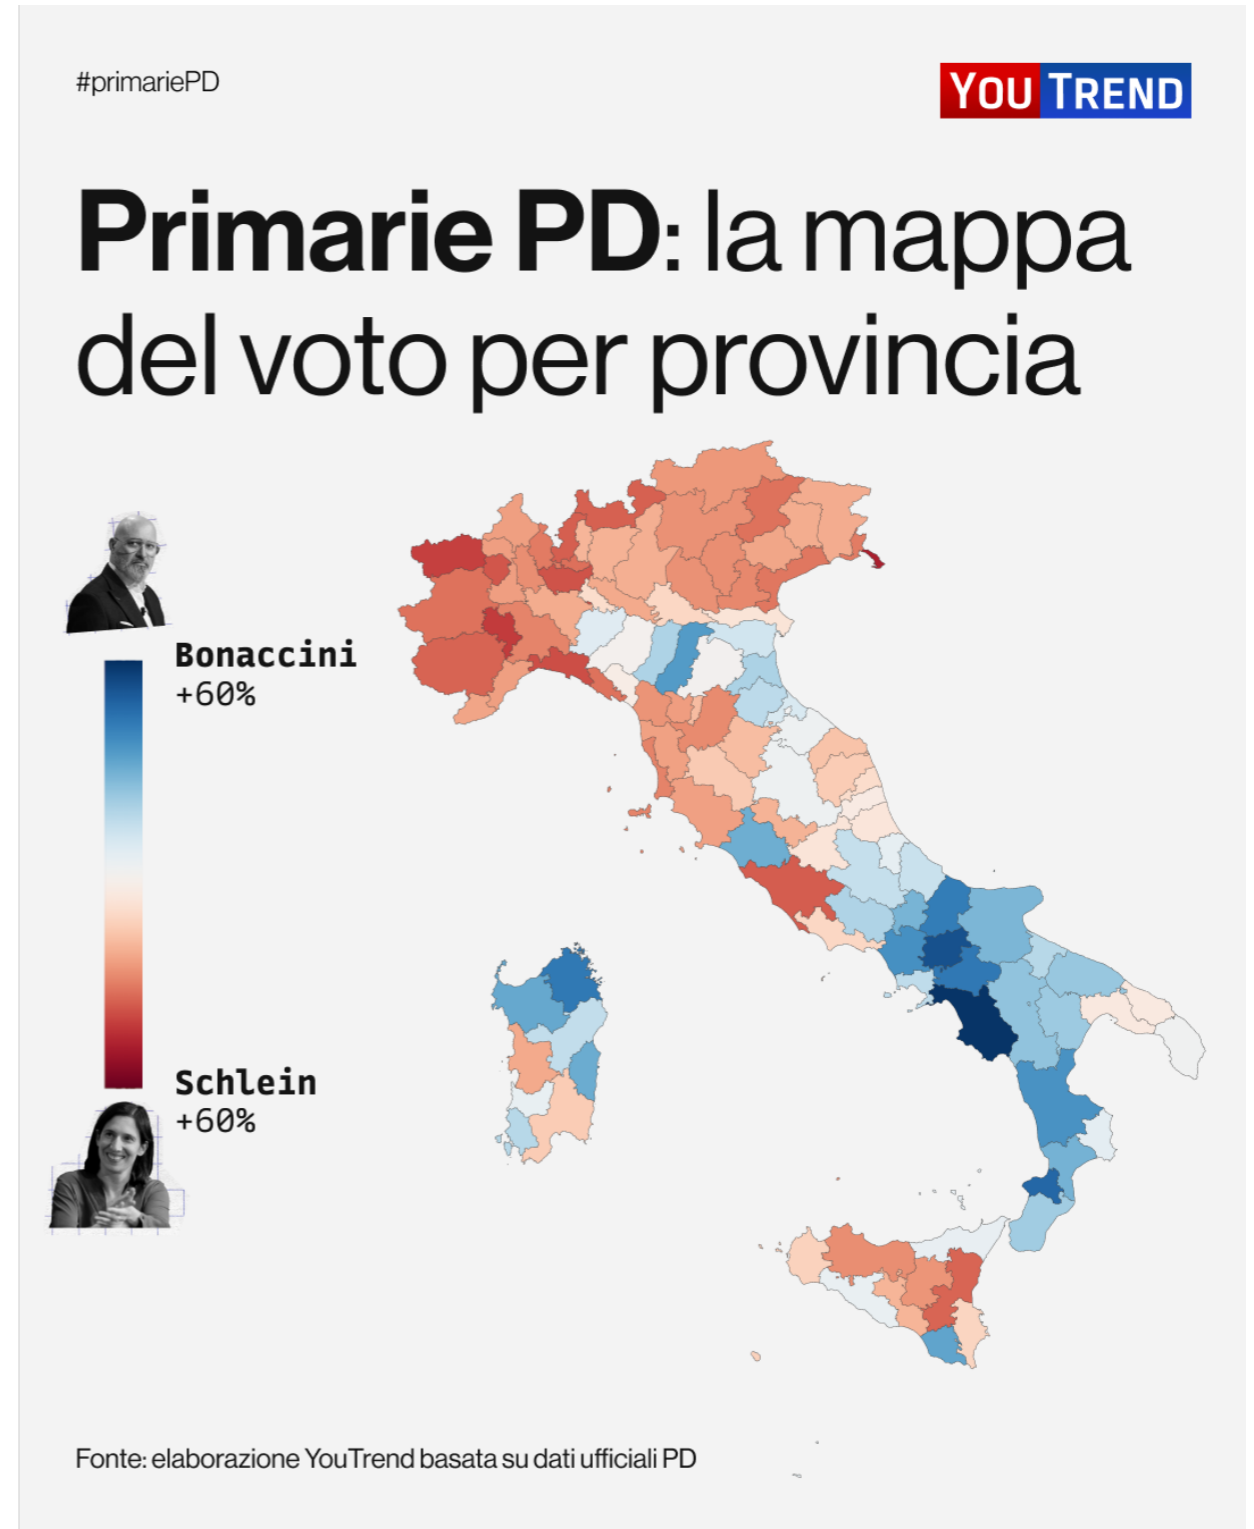 #primariePD
YOU TREND
Primarie PD: la mappa
del voto per provincia
Bonaccini
+60%
Schlein
+60%
Fonte: elaborazione YouTrend basata su dati ufficiali PD